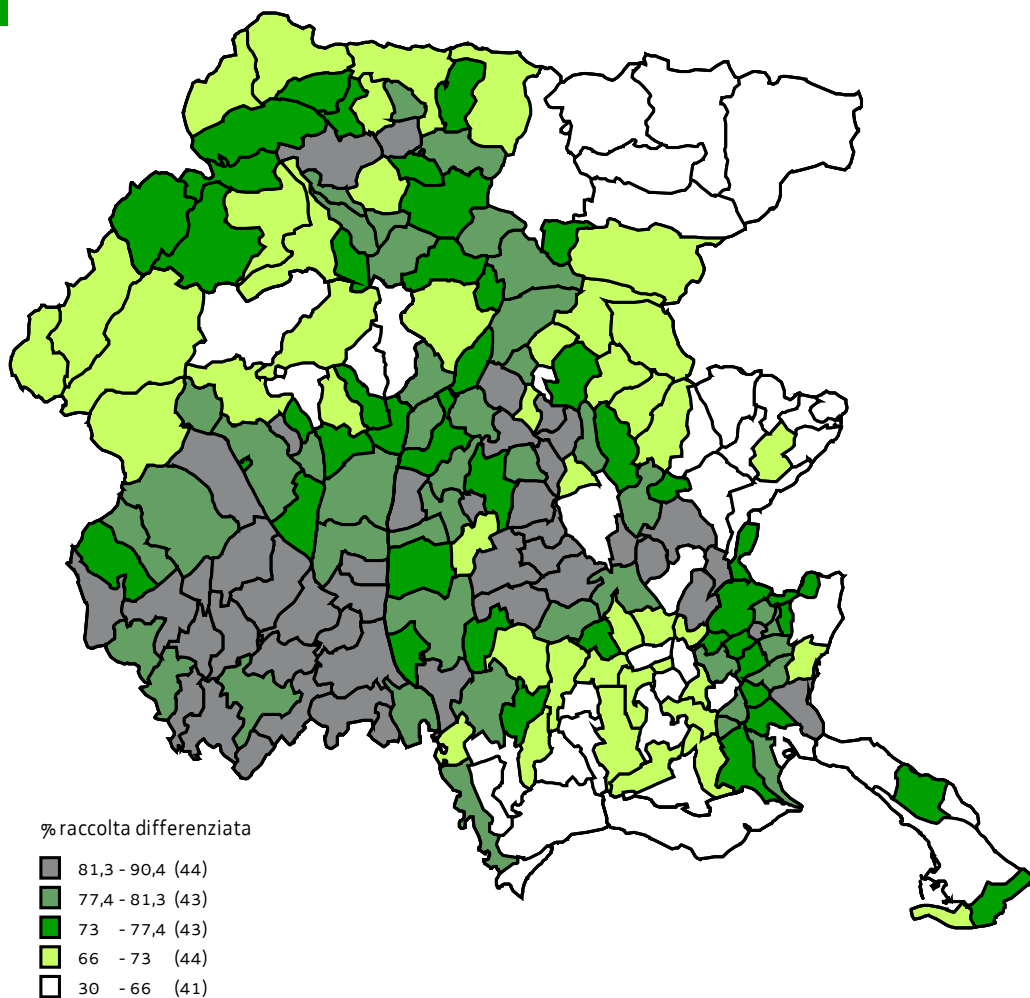 % raccolta differenziata
81,3 - 90,4 (44)
77,4 - 81,3 (43)
73 - 77,4 (43)
66 - 73 (44)
30 - 66 (41)